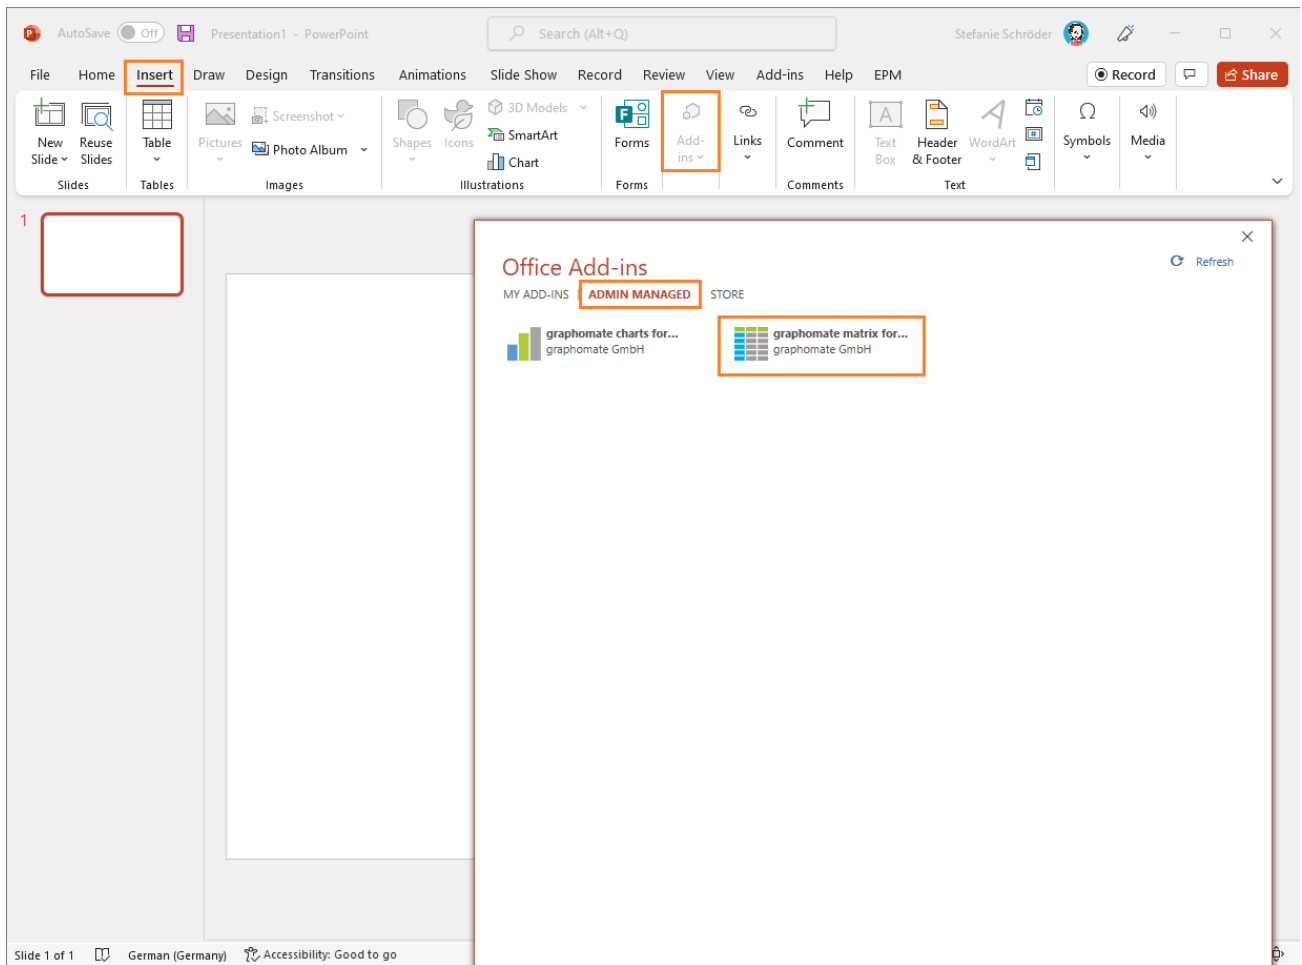 AutoSave Off Presentation1 - PowerPoint Search (Alt+Q) Stefanie Schröder
File Home Insert Draw Design Transitions Animations Slide Show Record Review View Add-ins Help EPM Record Share
New Slide
Reuse Slides
Slides
Table
Tables
Pictures
Screenshot
Photo Album
Images
Shapes
Icons
3D Models
SmartArt
Chart
Illustrations
Forms
Forms
Add-ins
Links
Comment
Comments
Text Box
Header & Footer
WordArt
Text
Symbols
Media
1
Office Add-ins
Refresh
MY ADD-INS | ADMIN MANAGED STORE
graphomate charts for...
graphomate GmbH
graphomate matrix for...
graphomate GmbH
Slide 1 of 1 German (Germany) Accessibility: Good to go